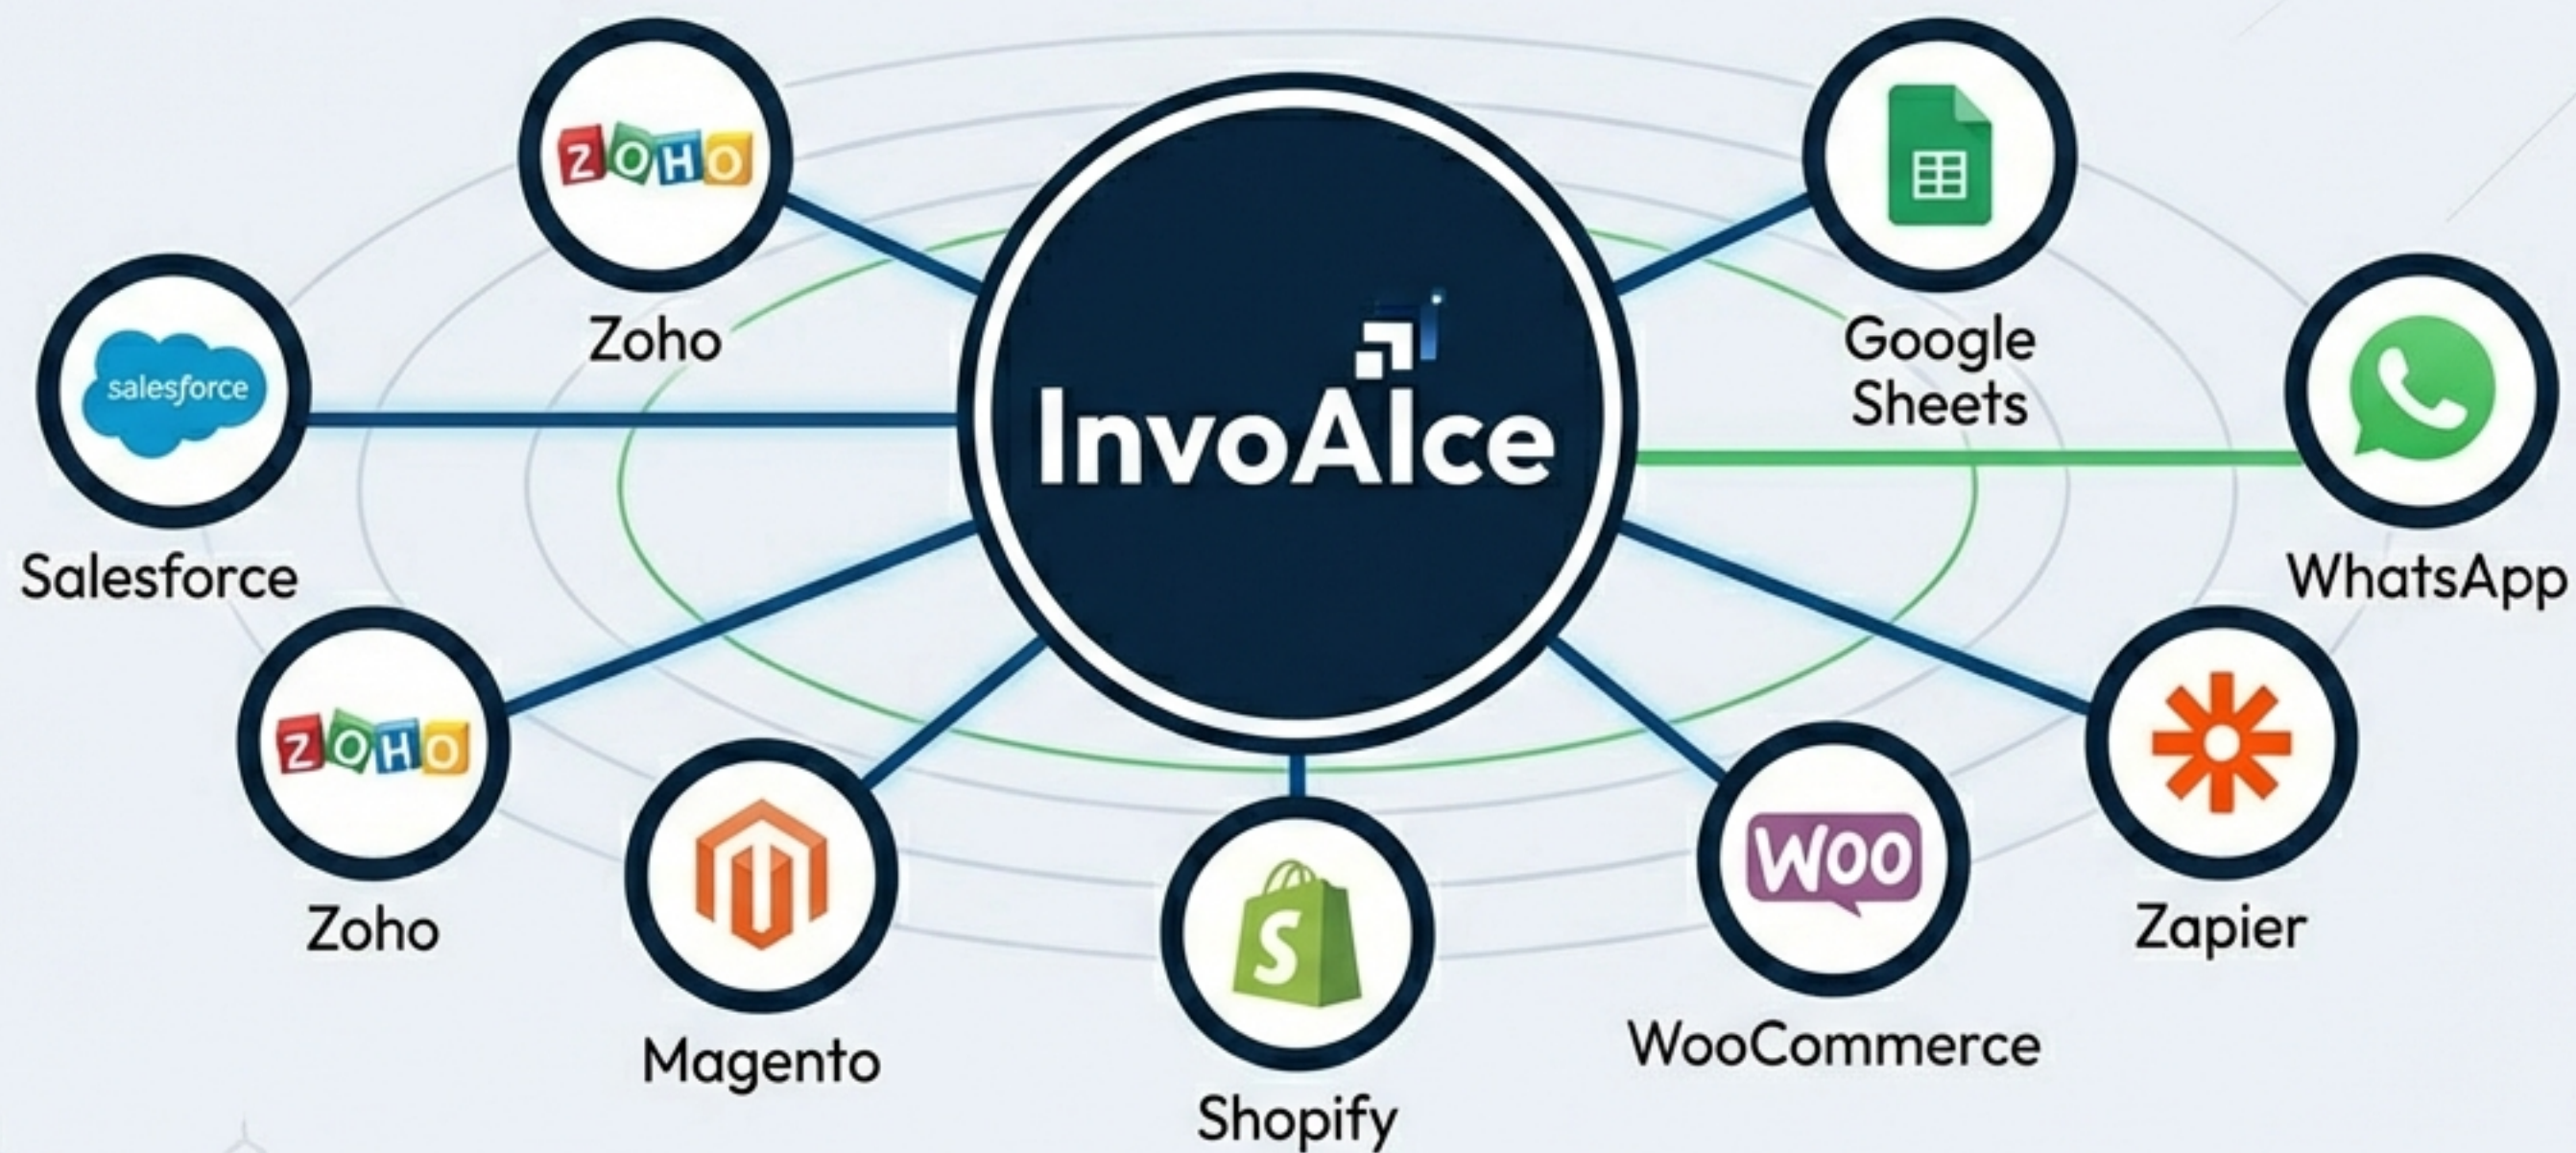 ZOHO
Zoho
Google
Sheets
salesforce
Salesforce
InvoAIce
WhatsApp
ZOHO
Zoho
Magento
S
Shopify
WOO
WooCommerce
Zapier